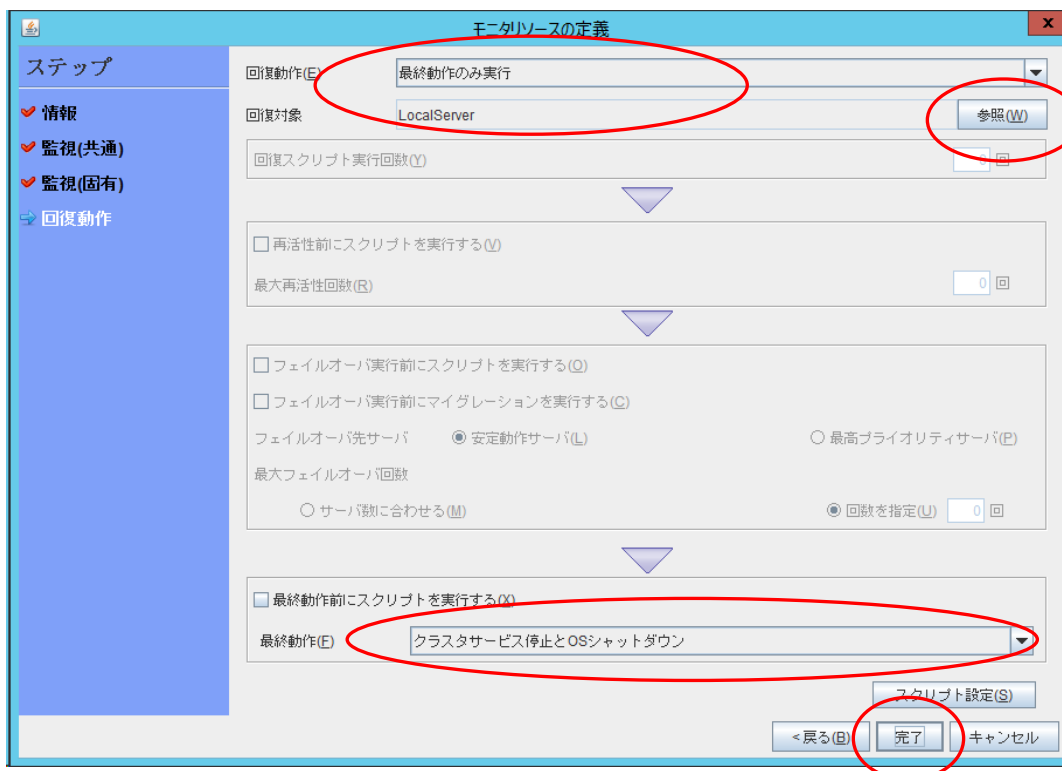 モニタリソースの定義
x
ステップ
情報
監視(共通)
監視(固有)
回復動作
回復動作(E) 最終動作のみ実行
回復対象 LocalServer 参照(W)
回復スクリプト実行回数(Y) 0 回
再活性前にスクリプトを実行する(V)
最大再活性回数(R) 0 回
フェイルオーバ実行前にスクリプトを実行する(O)
フェイルオーバ実行前にマイグレーションを実行する(C)
フェイルオーバ先サーバ 安定動作サーバ(L) 最高プライオリティサーバ(P)
最大フェイルオーバ回数
サーバ数に合わせる(M) 回数を指定(U) 0 回
最終動作前にスクリプトを実行する(X)
最終動作(F) クラスタサービス停止とOSシャットダウン
スクリプト設定(S)
<戻る(B) 完了 キャンセル